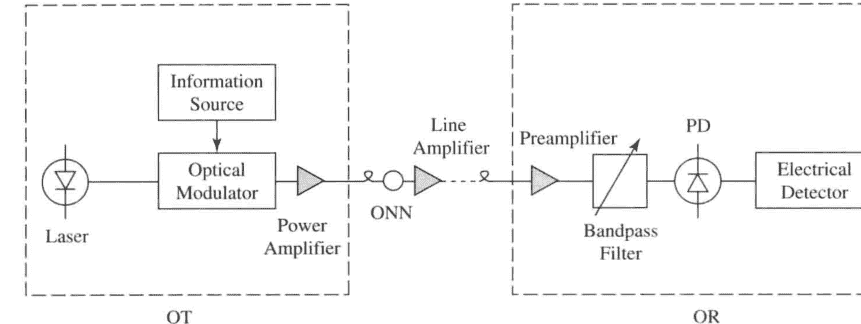 Information
Source
Optical
Modulator
Laser
Power
Amplifier
ONN
Line
Amplifier
Preamplifier
PD
Bandpass
Filter
Electrical
Detector
OT
OR